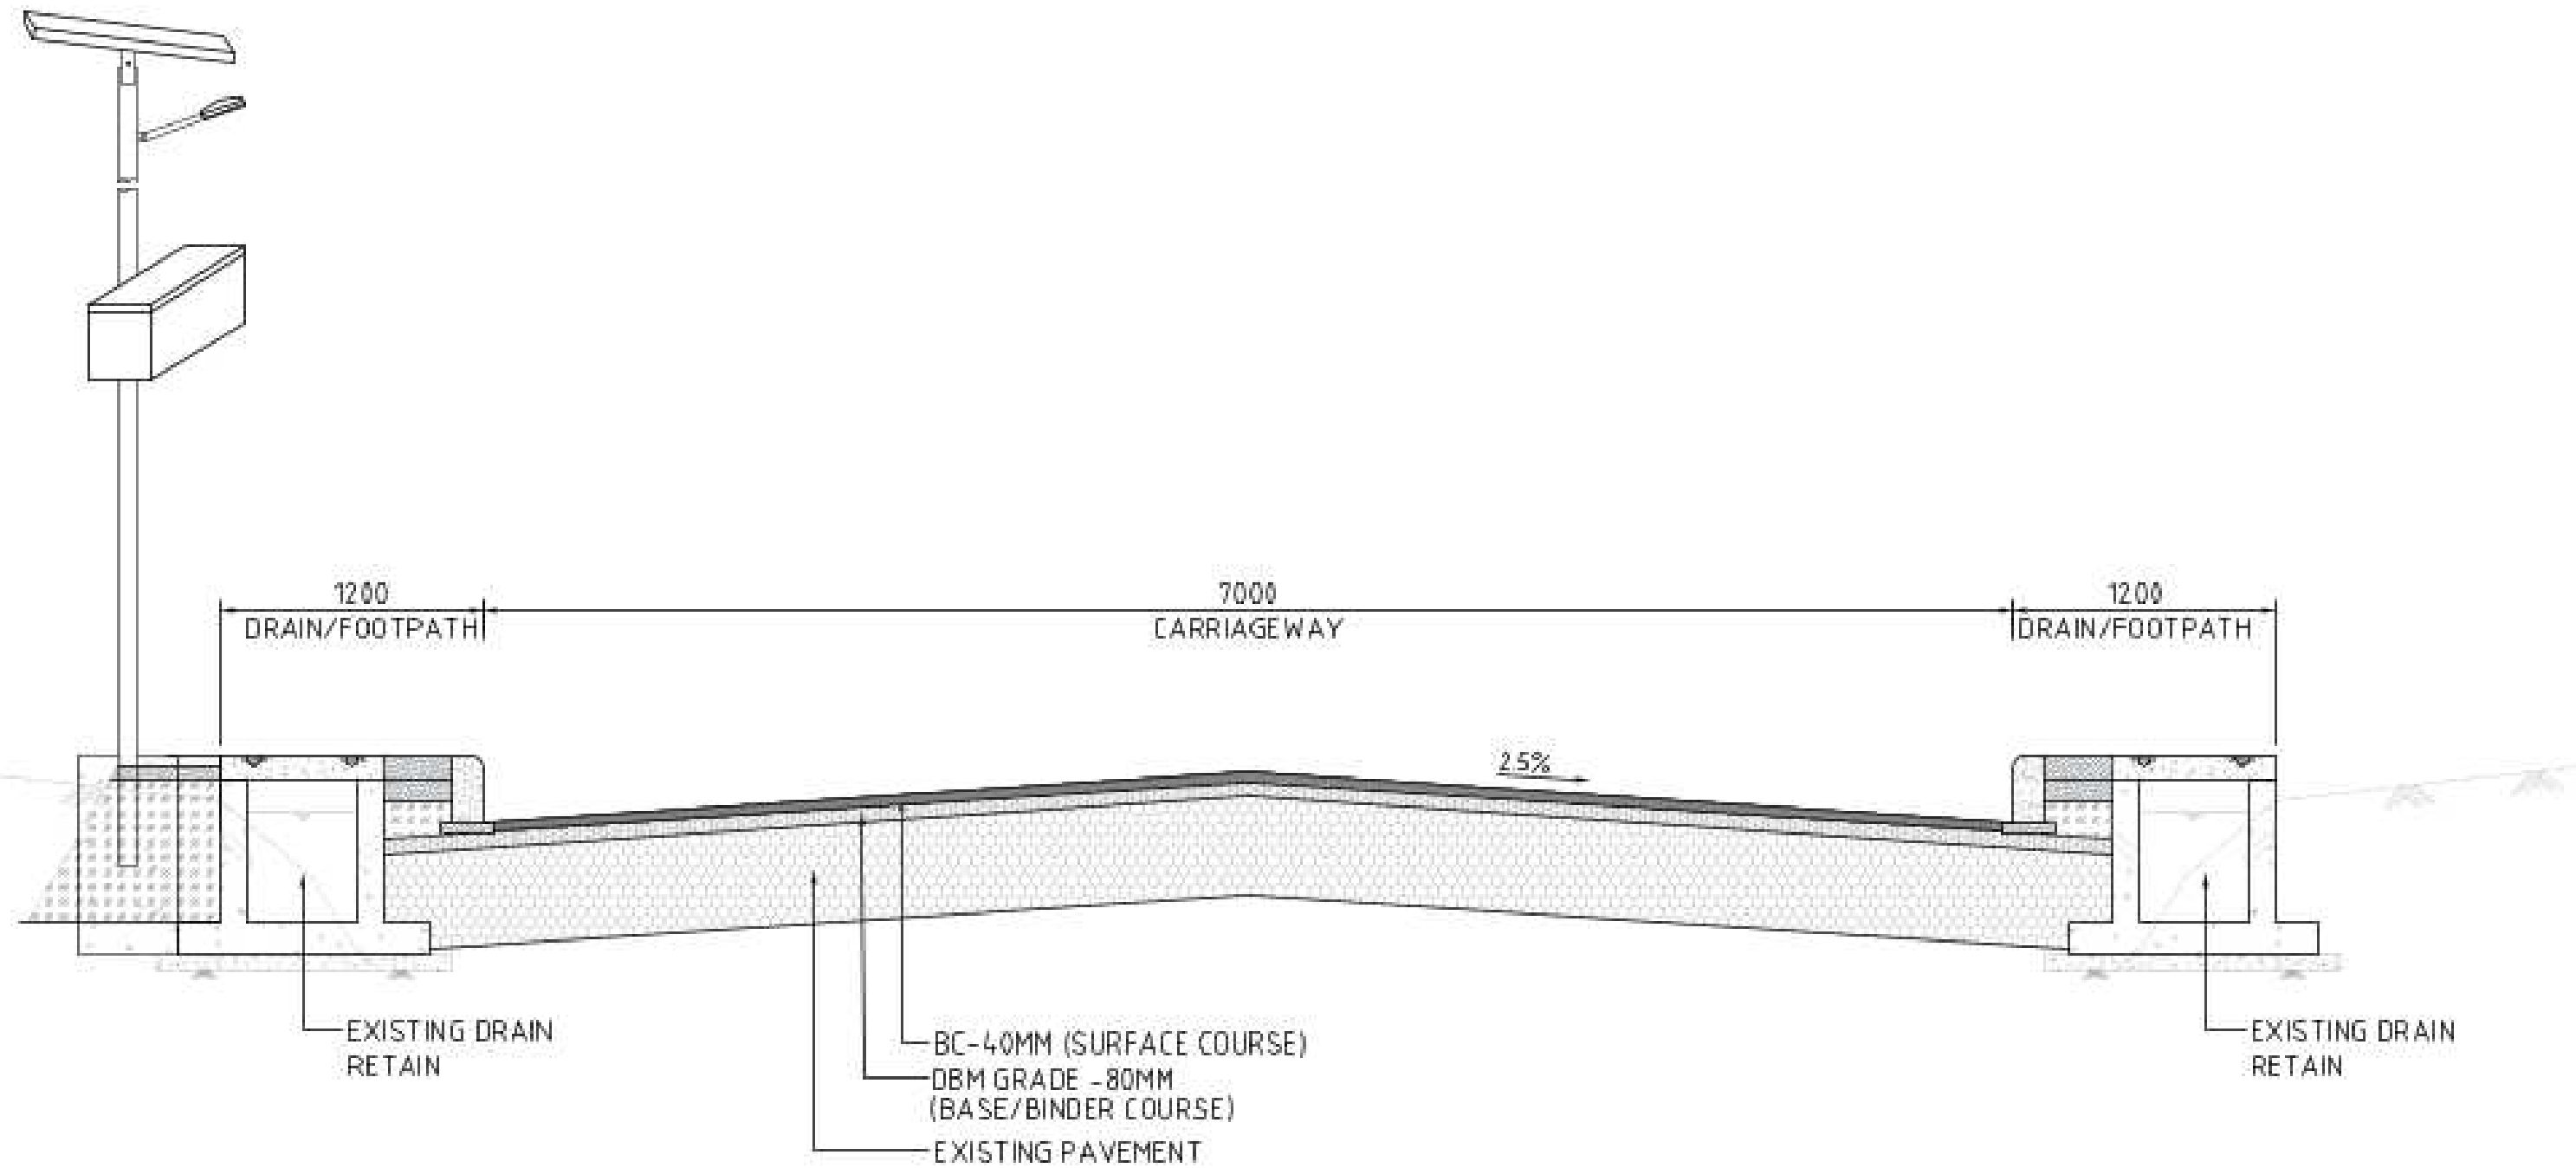 1200
7000
1200
DRAIN/FOOTPATH
CARRIAGEWAY
DRAIN/FOOTPATH
2.5%
EXISTING DRAIN
RETAIN
BC-40MM (SURFACE COURSE)
DBM GRADE -80MM
(BASE/BINDER COURSE)
EXISTING PAVEMENT
EXISTING DRAIN
RETAIN